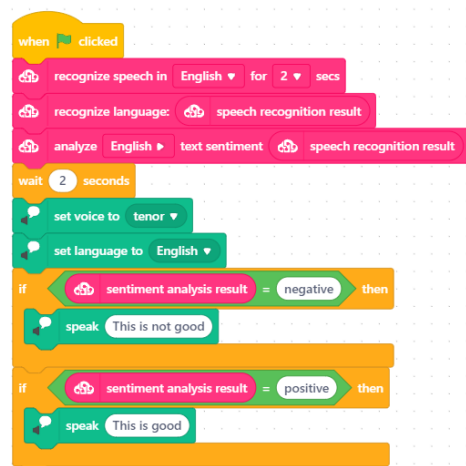 when clicked
recognize speech in English for 2 secs
recognize language: speech recognition result
analyze English text sentiment speech recognition result
wait 2 seconds
set voice to tenor
set language to English
if sentiment analysis result = negative then
speak This is not good
if sentiment analysis result = positive then
speak This is good